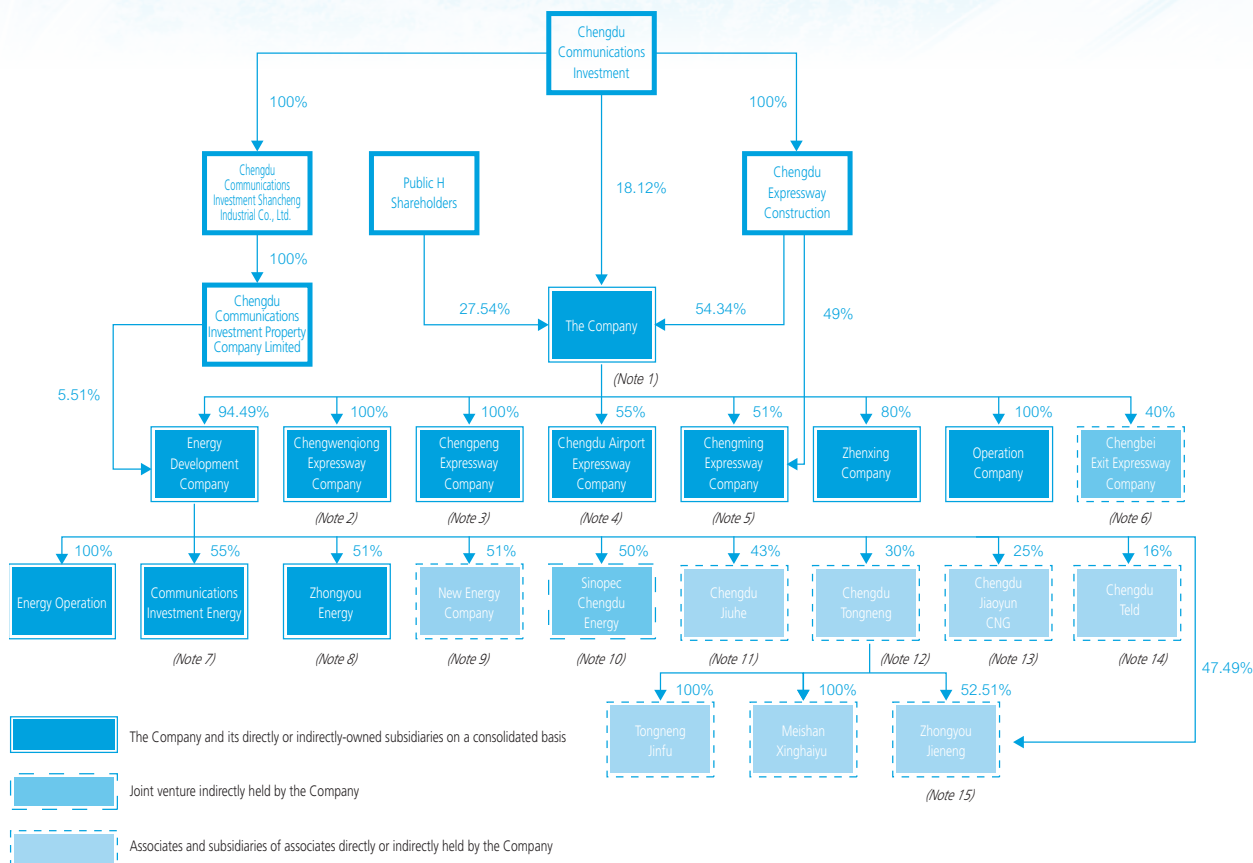 Chengdu
Communications
Investment
100%
100%
Chengdu
Communications
Investment Shancheng
Industrial Co., Ltd.
Public H
Shareholders
18.12%
Chengdu
Expressway
Construction
100%
Chengdu
Communications
Investment Property
Company Limited
27.54%
The Company
54.34%
49%
(Note 1)
5.51%
94.49%
100%
100%
55%
51%
80%
100%
40%
Energy
Development
Company
Chengwenqiong
Expressway
Company
Chengpeng
Expressway
Company
Chengdu Airport
Expressway
Company
Chengming
Expressway
Company
Zhenxing
Company
Operation
Company
Chengbei
Exit Expressway
Company
(Note 2)
(Note 3)
(Note 4)
(Note 5)
(Note 6)
100%
55%
51%
51%
50%
43%
30%
25%
16%
Energy Operation
Communications
Investment Energy
Zhongyou
Energy
New Energy
Company
Sinopec
Chengdu
Energy
Chengdu
Jiuhe
Chengdu
Tongneng
Chengdu
Jiaoyun
CNG
Chengdu
Teld
(Note 7)
(Note 8)
(Note 9)
(Note 10)
(Note 11)
(Note 12)
(Note 13)
(Note 14)
47.49%
100%
100%
52.51%
Tongneng
Jinfu
Meishan
Xinghaiyu
Zhongyou
Jieneng
(Note 15)
The Company and its directly or indirectly-owned subsidiaries on a consolidated basis
Joint venture indirectly held by the Company
Associates and subsidiaries of associates directly or indirectly held by the Company